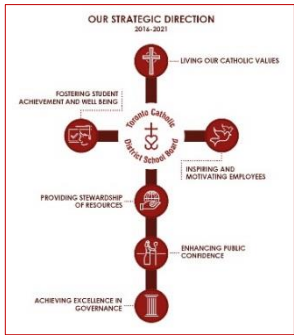 OUR STRATEGIC DIRECTION
2016-2021
LIVING OUR CATHOLIC VALUES
FOSTERING STUDENT
ACHIEVEMENT AND WELL BEING
Toronto Catholic
District School Board
INSPIRING AND
MOTIVATING EMPLOYEES
PROVIDING STEWARDSHIP
OF RESOURCES
ENHANCING PUBLIC
CONFIDENCE
ACHIEVING EXCELLENCE IN
GOVERNANCE